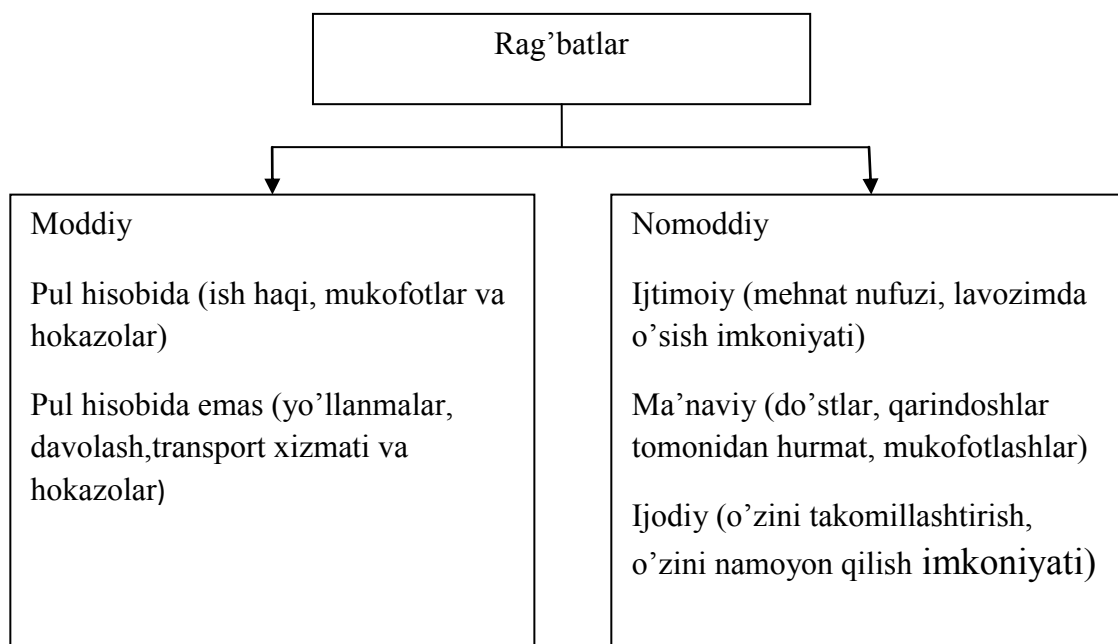 Rag’batlar
Moddiy
Pul hisobida (ish haqi, mukofotlar va
hokazolar)
Pul hisobida emas (yo’llanmalar,
davolash,transport xizmati va
hokazolar)
Nomoddiy
Ijtimoiy (mehnat nufuzi, lavozimda
o’sish imkoniyati)
Ma’naviy (do’stlar, qarindoshlar
tomonidan hurmat, mukofotlashlar)
Ijodiy (o’zini takomillashtirish,
o’zini namoyon qilish imkoniyati)